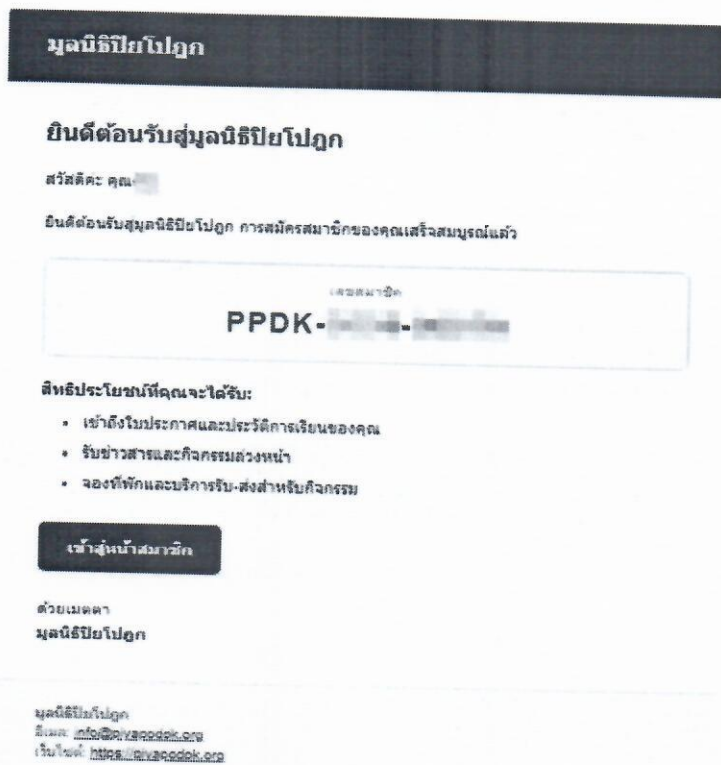 มูลนิธิปิยโปฎก
ยินดีต้อนรับสู่มูลนิธิปิยโปฎก
สวัสดีค่ะ คุณ
ยินดีต้อนรับสู่มูลนิธิปิยโปฎก การสมัครสมาชิกของคุณเสร็จสมบูรณ์แล้ว
เลขสมาชิก
PPDK-
สิทธิประโยชน์ที่คุณจะได้รับ:
• เข้าถึงใบประกาศและประวัติการเรียนของคุณ
• รับข่าวสารและกิจกรรมล่วงหน้า
• จองที่พักและบริการรับ-ส่งสำหรับกิจกรรม
เข้าสู่หน้าสมาชิก
ด้วยเมตตา
มูลนิธิปิยโปฎก
มูลนิธิปิยโปฎก
อีเมล: info@piyapodok.org
เว็บไซต์: https://piyapodok.org